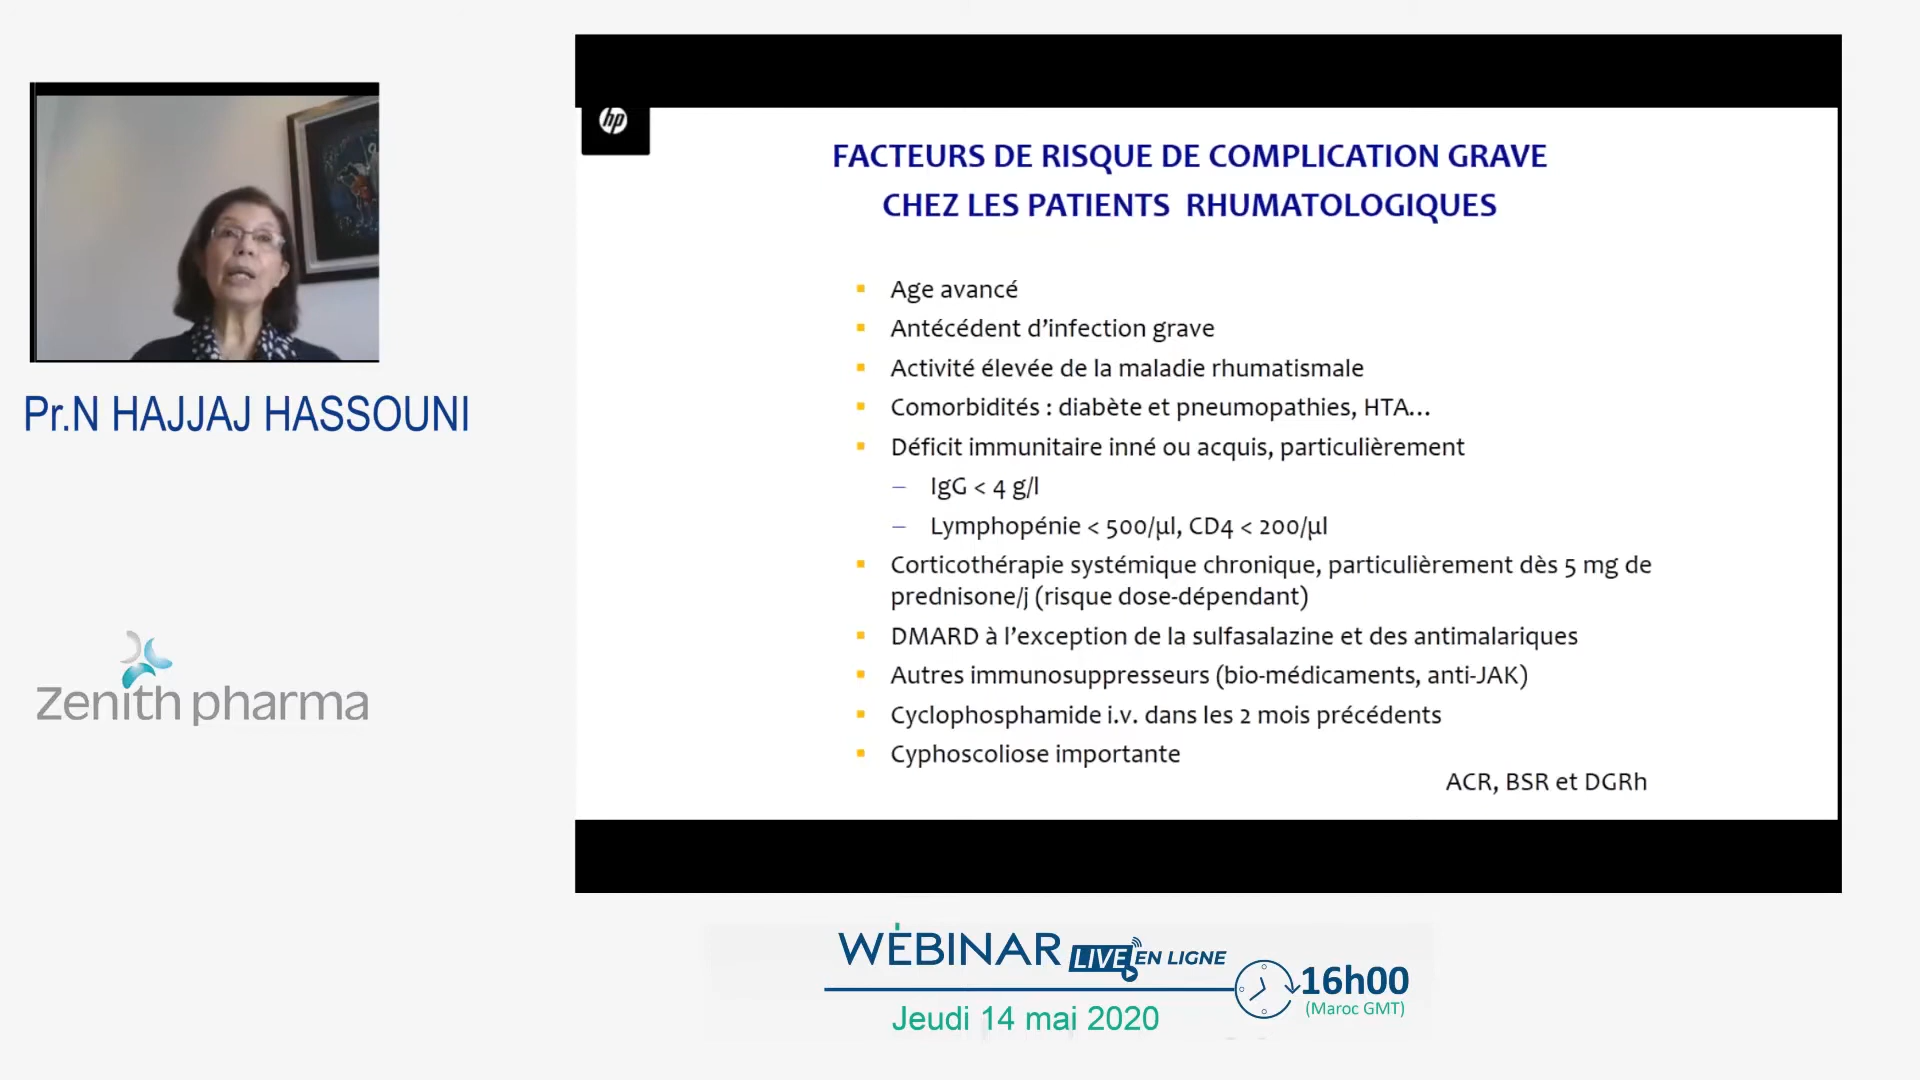 hp
FACTEURS DE RISQUE DE COMPLICATION GRAVE
CHEZ LES PATIENTS RHUMATOLOGIQUES
Age avancé
Antécédent d’infection grave
Activité élevée de la maladie rhumatismale
Comorbidités : diabète et pneumopathies, HTA...
Déficit immunitaire inné ou acquis, particulièrement
– IgG < 4 g/l
– Lymphopénie < 500/µl, CD4 < 200/µl
Corticothérapie systémique chronique, particulièrement dès 5 mg de
prednisone/j (risque dose-dépendant)
DMARD à l’exception de la sulfasalazine et des antimalariques
Autres immunosuppresseurs (bio-médicaments, anti-JAK)
Cyclophosphamide i.v. dans les 2 mois précédents
Cyphoscoliose importante
ACR, BSR et DGRh
Pr.N HAJJAJ HASSOUNI
zenith pharma
WEBINAR LIVE EN LIGNE
Jeudi 14 mai 2020
16h00
(Maroc GMT)